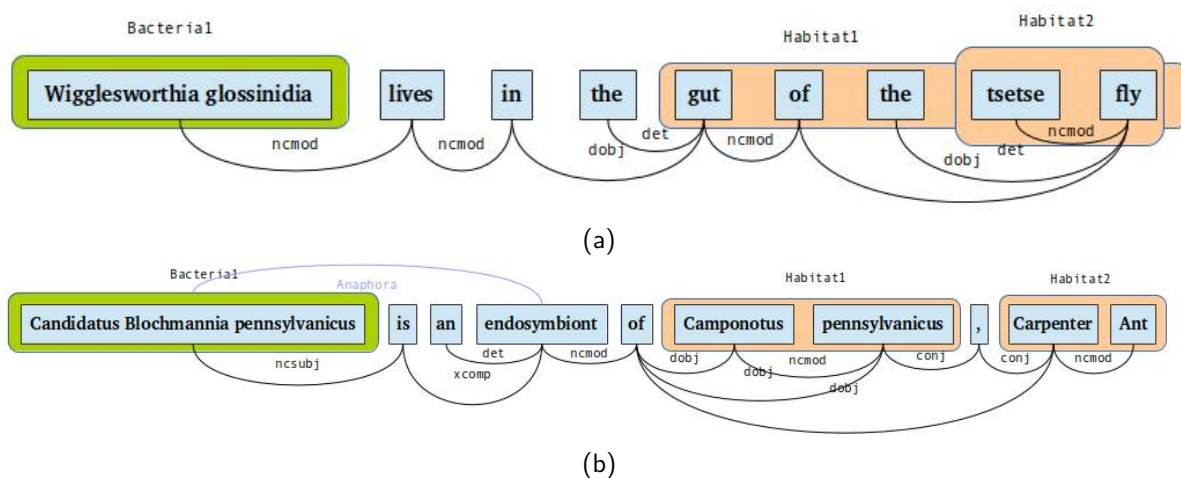 Bacteria1 Habitat1 Habitat2
Wigglesworthia glossinidia lives in the gut of the tsetse fly
ncmod ncmod dobj det ncmod dobj det ncmod
(a)
Bacteria1 Anaphora Habitat1 Habitat2
Candidatus Blochmannia pennsylvanicus is an endosymbiont of Camponotus pennsylvanicus , Carpenter Ant
ncsubj det xcomp ncmod dobj dobj ncmod dobj conj conj ncmod
(b)